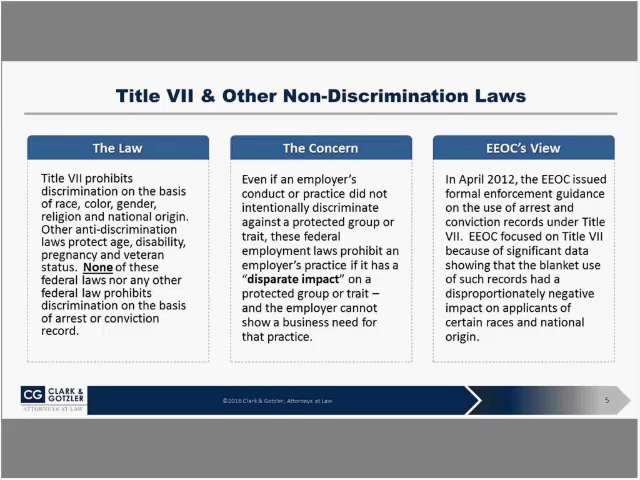 Title VII & Other Non-Discrimination Laws
The Law
Title VII prohibits
discrimination on the basis
of race, color, gender,
religion and national origin.
Other anti-discrimination
laws protect age, disability,
pregnancy and veteran
status. None of these
federal laws nor any other
federal law prohibits
discrimination on the basis
of arrest or conviction
record.
The Concern
Even if an employer's
conduct or practice did not
intentionally discriminate
against a protected group or
trait, these federal
employment laws prohibit an
employer's practice if it has a
“disparate impact” on a
protected group or trait –
and the employer cannot
show a business need for
that practice.
EEOC's View
In April 2012, the EEOC issued
formal enforcement guidance
on the use of arrest and
conviction records under Title
VII. EEOC focused on Title VII
because of significant data
showing that the blanket use
of such records had a
disproportionately negative
impact on applicants of
certain races and national
origin.
CG CLARK &
GOTZLER
ATTORNEYS AT LAW
©2018 Clark & Gotzler, Attorneys at Law
5